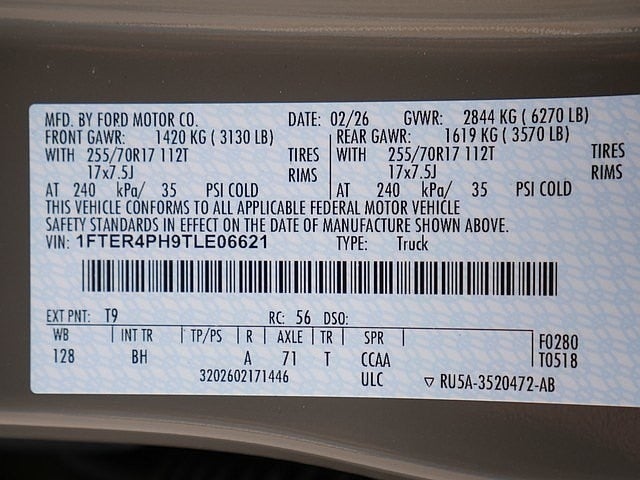 MFD. BY FORD MOTOR CO. DATE: 02/26 GVWR: 2844 KG ( 6270 LB)
FRONT GAWR: 1420 KG ( 3130 LB) REAR GAWR: 1619 KG ( 3570 LB)
WITH 255/70R17 112T TIRES WITH 255/70R17 112T TIRES
17x7.5J RIMS 17x7.5J RIMS
AT 240 kPa/ 35 PSI COLD AT 240 kPa/ 35 PSI COLD
THIS VEHICLE CONFORMS TO ALL APPLICABLE FEDERAL MOTOR VEHICLE
SAFETY STANDARDS IN EFFECT ON THE DATE OF MANUFACTURE SHOWN ABOVE.
VIN: 1FTER4PH9TLE06621 TYPE: Truck
EXT PNT: T9 RC: 56 DSO:
WB INT TR TP/PS R AXLE TR SPR F0280
128 BH A 71 T CCAA T0518
3202602171446 ULC ▽ RU5A-3520472-AB